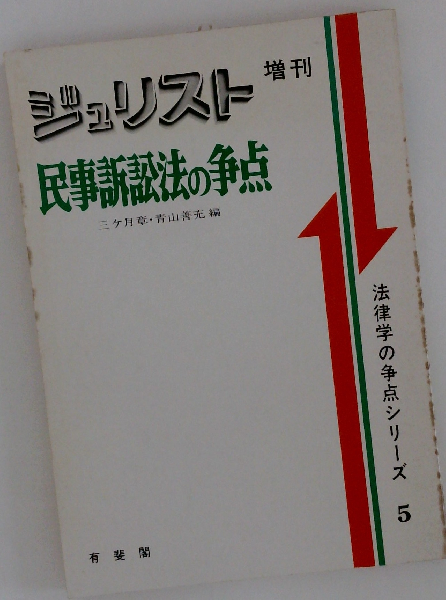 ジュリスト 増刊
民事訴訟法の争点
三ケ月章・青山善充編
法律学の争点シリーズ 5
有斐閣